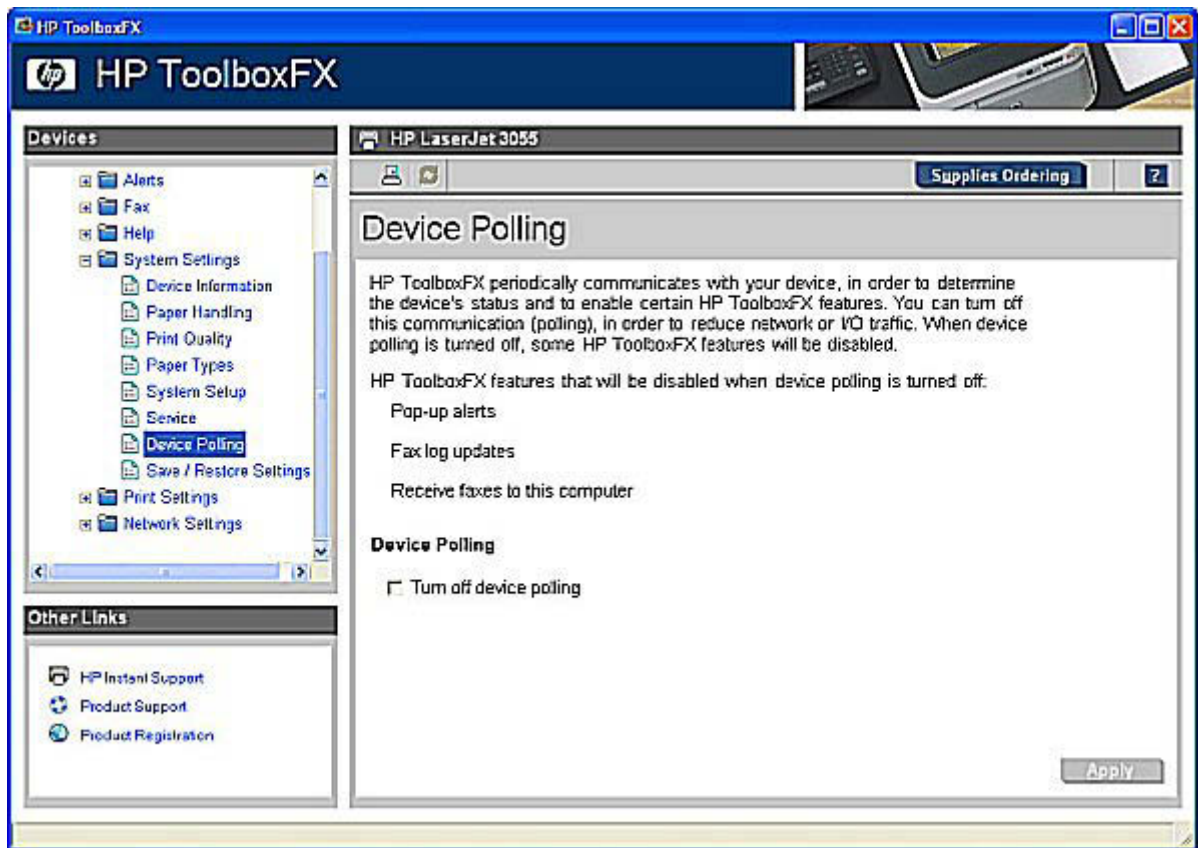 HP ToolboxFX
hp HP ToolboxFX
Devices
Alerts
Fax
Help
System Settings
Device Information
Paper Handling
Print Quality
Paper Types
System Setup
Service
Device Polling
Save / Restore Settings
Print Settings
Network Settings
Other Links
HP Instant Support
Product Support
Product Registration
HP LaserJet 3055
Supplies Ordering ?
Device Polling
HP ToolboxFX periodically communicates with your device, in order to determine
the device's status and to enable certain HP ToolboxFX features. You can turn off
this communication (polling), in order to reduce network or I/O traffic. When device
polling is turned off, some HP ToolboxFX features will be disabled.
HP ToolboxFX features that will be disabled when device polling is turned off:
Pop-up alerts
Fax log updates
Receive faxes to this computer
Device Polling
Turn off device polling
Apply